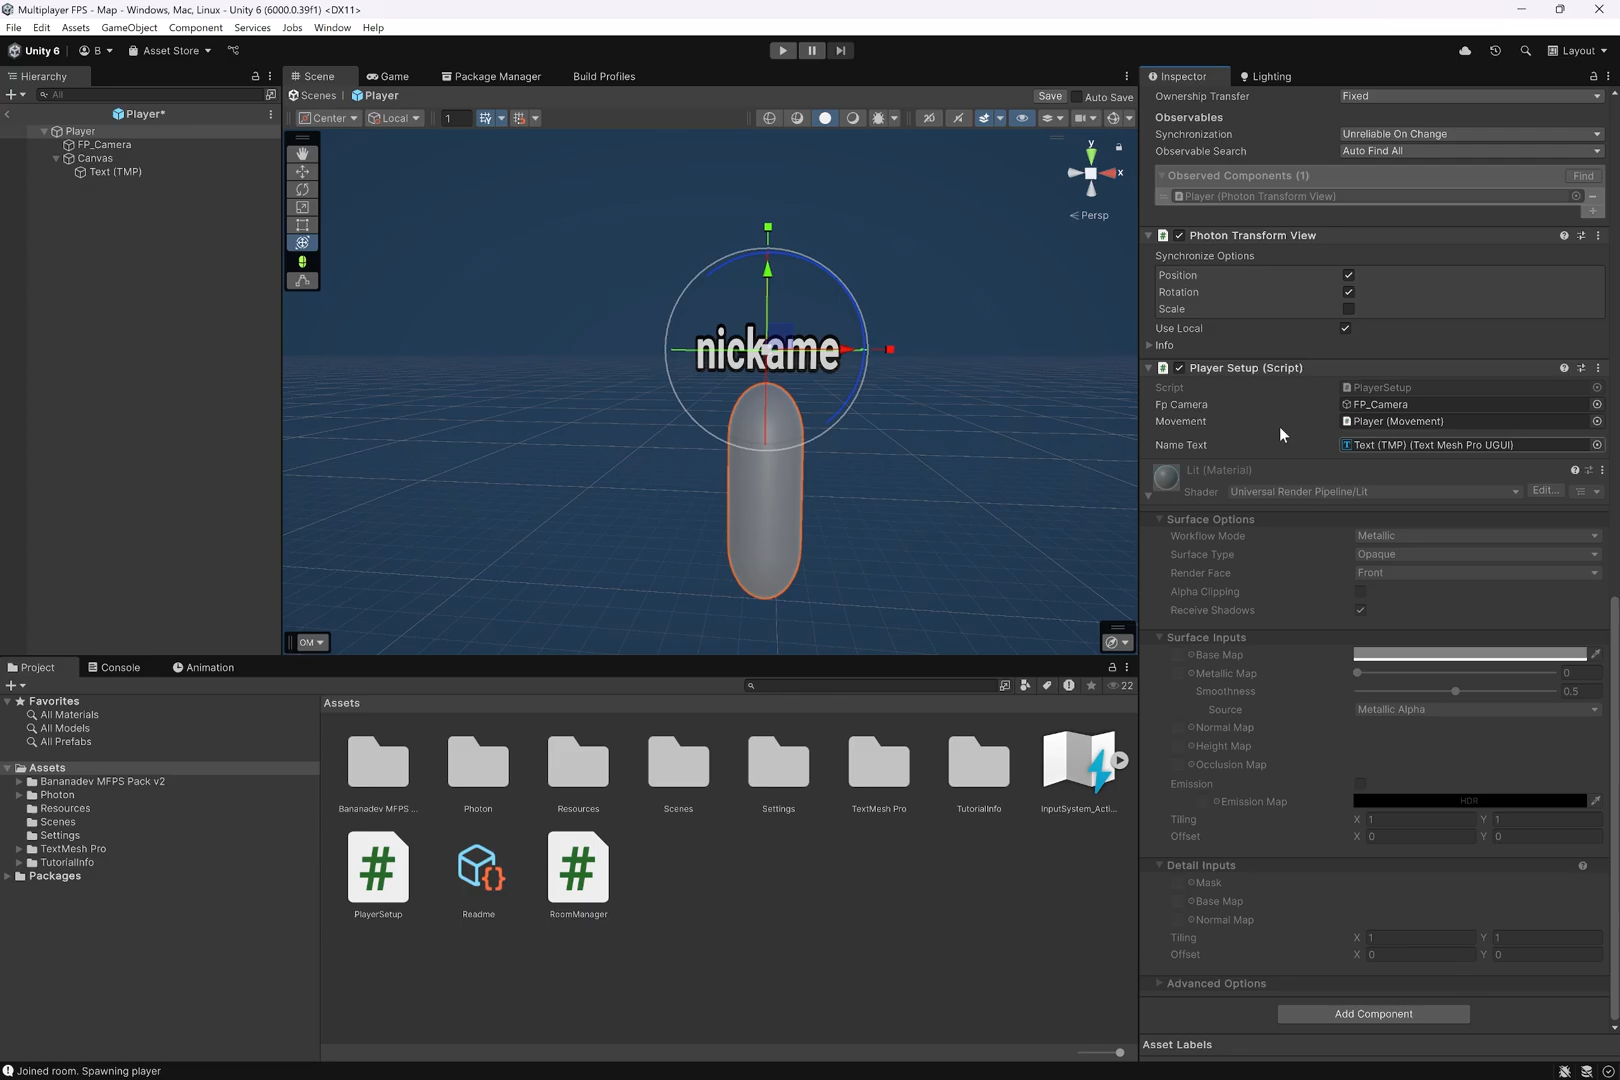 Multiplayer FPS - Map - Windows, Mac, Linux - Unity 6 (6000.0.39f1) <DX11>
File Edit Assets GameObject Component Services Jobs Window Help
Unity 6 B Asset Store Layout
Hierarchy
All
Player*
Player
FP_Camera
Canvas
Text (TMP)
Scene Game Package Manager Build Profiles
Scenes Player Save Auto Save
Center Local 1
y
x
Persp
nickame
OM
Inspector Lighting
Ownership Transfer Fixed
Observables
Synchronization Unreliable On Change
Observable Search Auto Find All
Observed Components (1) Find
Player (Photon Transform View)
Photon Transform View
Synchronize Options
Position
Rotation
Scale
Use Local
Info
Player Setup (Script)
Script PlayerSetup
Fp Camera FP_Camera
Movement Player (Movement)
Name Text Text (TMP) (Text Mesh Pro UGUI)
Lit (Material)
Shader Universal Render Pipeline/Lit Edit...
Surface Options
Workflow Mode Metallic
Surface Type Opaque
Render Face Front
Alpha Clipping
Receive Shadows
Surface Inputs
Base Map
Metallic Map 0
Smoothness 0.5
Source Metallic Alpha
Normal Map
Height Map
Occlusion Map
Emission
Emission Map HDR
Tiling X 1 Y 1
Offset X 0 Y 0
Detail Inputs
Mask
Base Map
Normal Map
Tiling X 1 Y 1
Offset X 0 Y 0
Advanced Options
Add Component
Asset Labels
Project Console Animation
22
Favorites
All Materials
All Models
All Prefabs
Assets
Bananadev MFPS Pack v2
Photon
Resources
Scenes
Settings
TextMesh Pro
TutorialInfo
Packages
Assets
Bananadev MFPS ... Photon Resources Scenes Settings TextMesh Pro TutorialInfo InputSystem_Acti...
PlayerSetup Readme RoomManager
Joined room. Spawning player